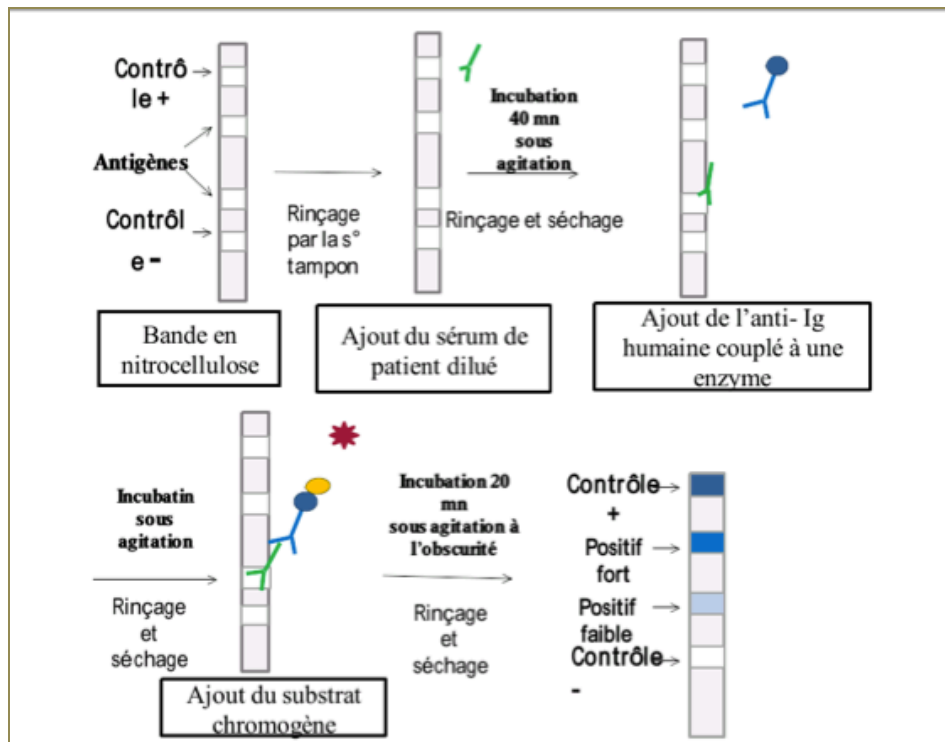 Contrô
le +
Antigènes
Contrôl
e -
Rinçage
par la s°
tampon
Incubation
40 mn
sous
agitation
Rinçage et séchage
Bande en
nitrocellulose
Ajout du sérum de
patient dilué
Ajout de l’anti- Ig
humaine couplé à une
enzyme
Incubatin
sous
agitation
Rinçage
et
séchage
Ajout du substrat
chromogène
Incubation 20
mn
sous agitation à
l’obscurité
Rinçage
et
séchage
Contrôle
+
Positif
fort
Positif
faible
Contrôle
-